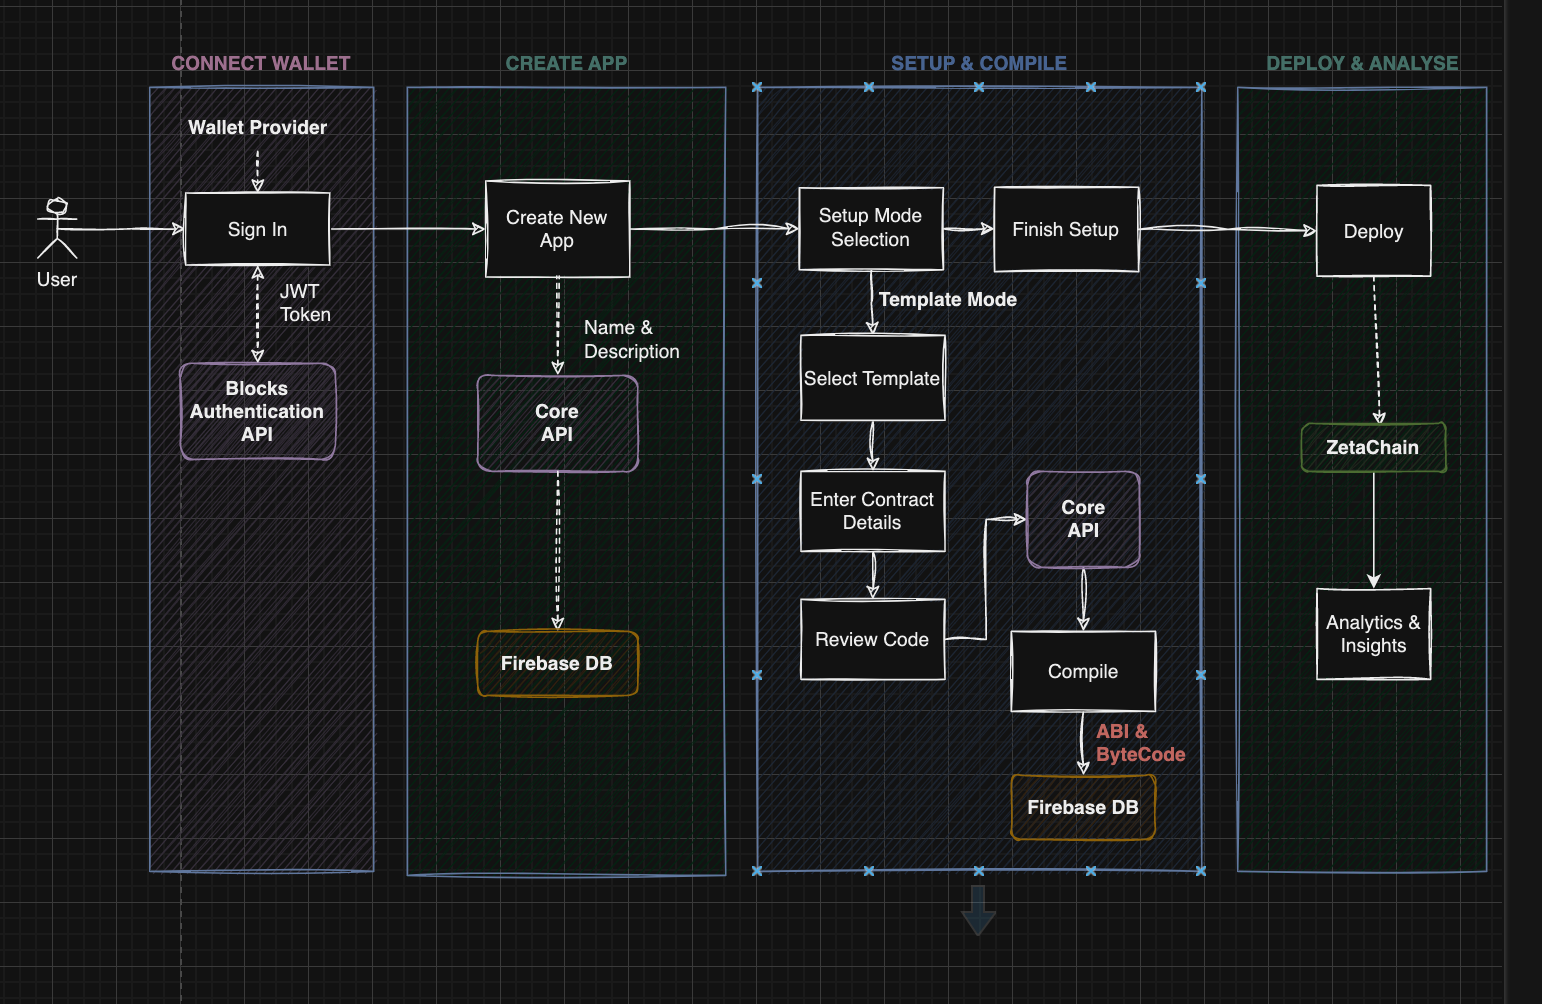 CONNECT WALLET
CREATE APP
SETUP & COMPILE
DEPLOY & ANALYSE
Wallet Provider
Sign In
User
JWT
Token
Blocks
Authentication
API
Create New
App
Name &
Description
Core
API
Firebase DB
Setup Mode
Selection
Finish Setup
Template Mode
Select Template
Enter Contract
Details
Review Code
Core
API
Compile
ABI &
ByteCode
Firebase DB
Deploy
ZetaChain
Analytics &
Insights